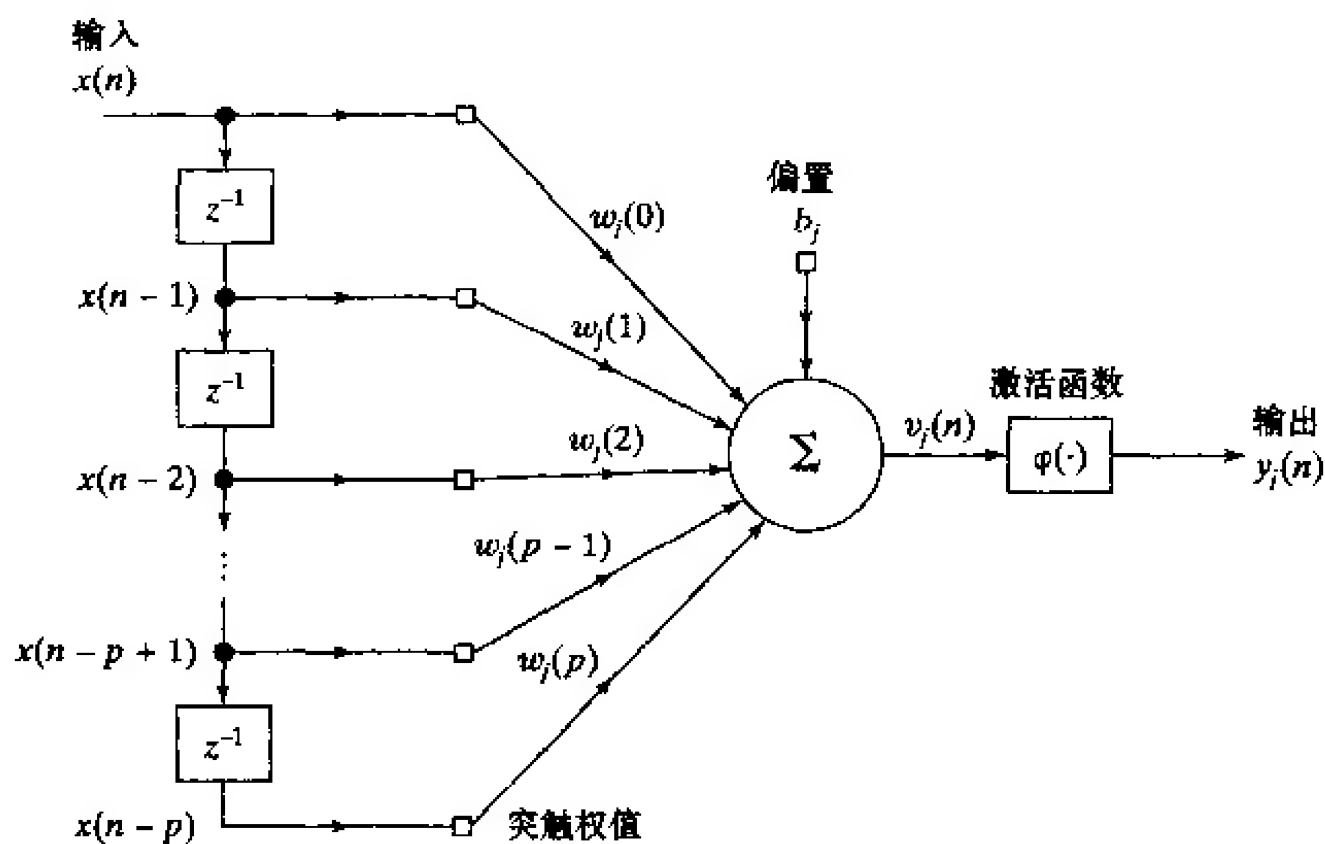 输入
x(n)
z⁻¹
x(n − 1)
z⁻¹
x(n − 2)
⋮
x(n − p + 1)
z⁻¹
x(n − p)
w_j(0)
w_j(1)
w_j(2)
w_j(p − 1)
w_j(p)
突触权值
偏置
b_j
Σ
v_j(n)
激活函数
φ(·)
输出
y_j(n)